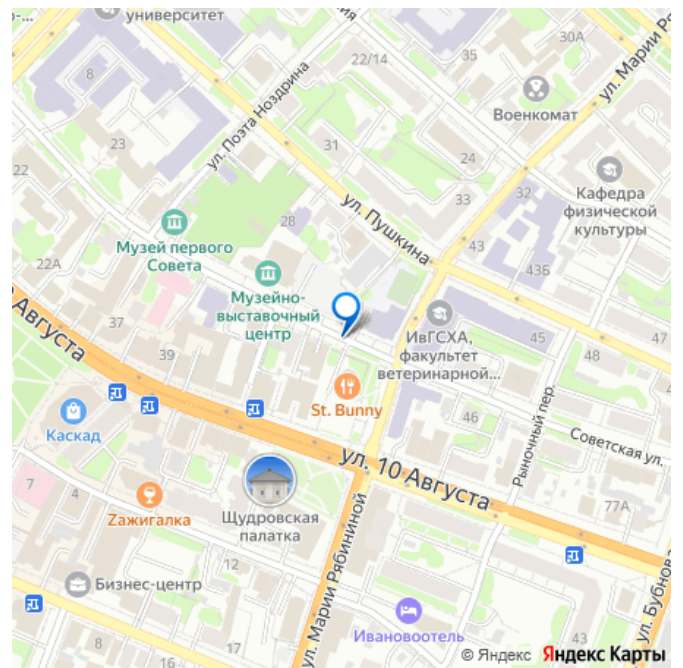 университет
8
22/14
35
30А
ул. Марии Ря
Военкомат
ул. Поэта Ноздрина
23
31
24
22
32
Кафедра
физической
культуры
28
ул. Пушкина
Музей первого
Совета
43
22А
43Б
Музейно-
выставочный
центр
Августа
37
39
ИвГСХА,
факультет
ветеринарной...
45
48
47
St. Bunny
Каскад
46
Рыночный пер.
Советская ул.
ул. 10 Августа
7
4
Zажигалка
Щудровская
палатка
77А
12
Бизнес-центр
ул. Марии Рябининой
8
Ивановоотель
ул. Бубнова
© Яндекс Яндекс Карты